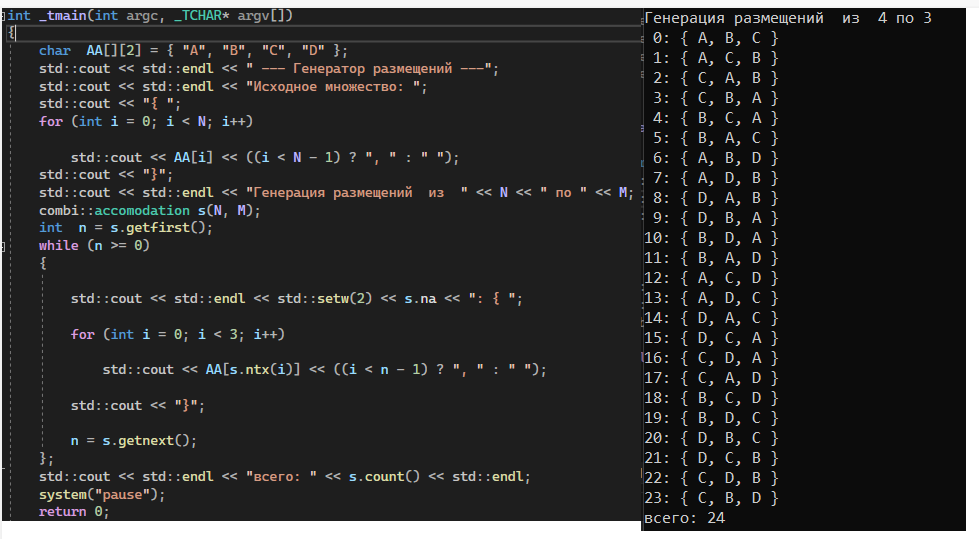 int _tmain(int argc, _TCHAR* argv[])
{
char  AA[][2] = { "A", "B", "C", "D" };
std::cout << std::endl << " --- Генератор размещений ---";
std::cout << std::endl << "Исходное множество: ";
std::cout << "{ ";
for (int i = 0; i < N; i++)
std::cout << AA[i] << ((i < N - 1) ? ", " : " ");
std::cout << "}";
std::cout << std::endl << "Генерация размещений  из  " << N << " по " << M;
combi::accomodation s(N, M);
int  n = s.getfirst();
while (n >= 0)
{
std::cout << std::endl << std::setw(2) << s.na << ": { ";
for (int i = 0; i < 3; i++)
std::cout << AA[s.ntx(i)] << ((i < n - 1) ? ", " : " ");
std::cout << "}";
n = s.getnext();
};
std::cout << std::endl << "всего: " << s.count() << std::endl;
system("pause");
return 0;
Генерация размещений  из  4 по 3
0: { A, B, C }
1: { A, C, B }
2: { C, A, B }
3: { C, B, A }
4: { B, C, A }
5: { B, A, C }
6: { A, B, D }
7: { A, D, B }
8: { D, A, B }
9: { D, B, A }
10: { B, D, A }
11: { B, A, D }
12: { A, C, D }
13: { A, D, C }
14: { D, A, C }
15: { D, C, A }
16: { C, D, A }
17: { C, A, D }
18: { B, C, D }
19: { B, D, C }
20: { D, B, C }
21: { D, C, B }
22: { C, D, B }
23: { C, B, D }
всего: 24